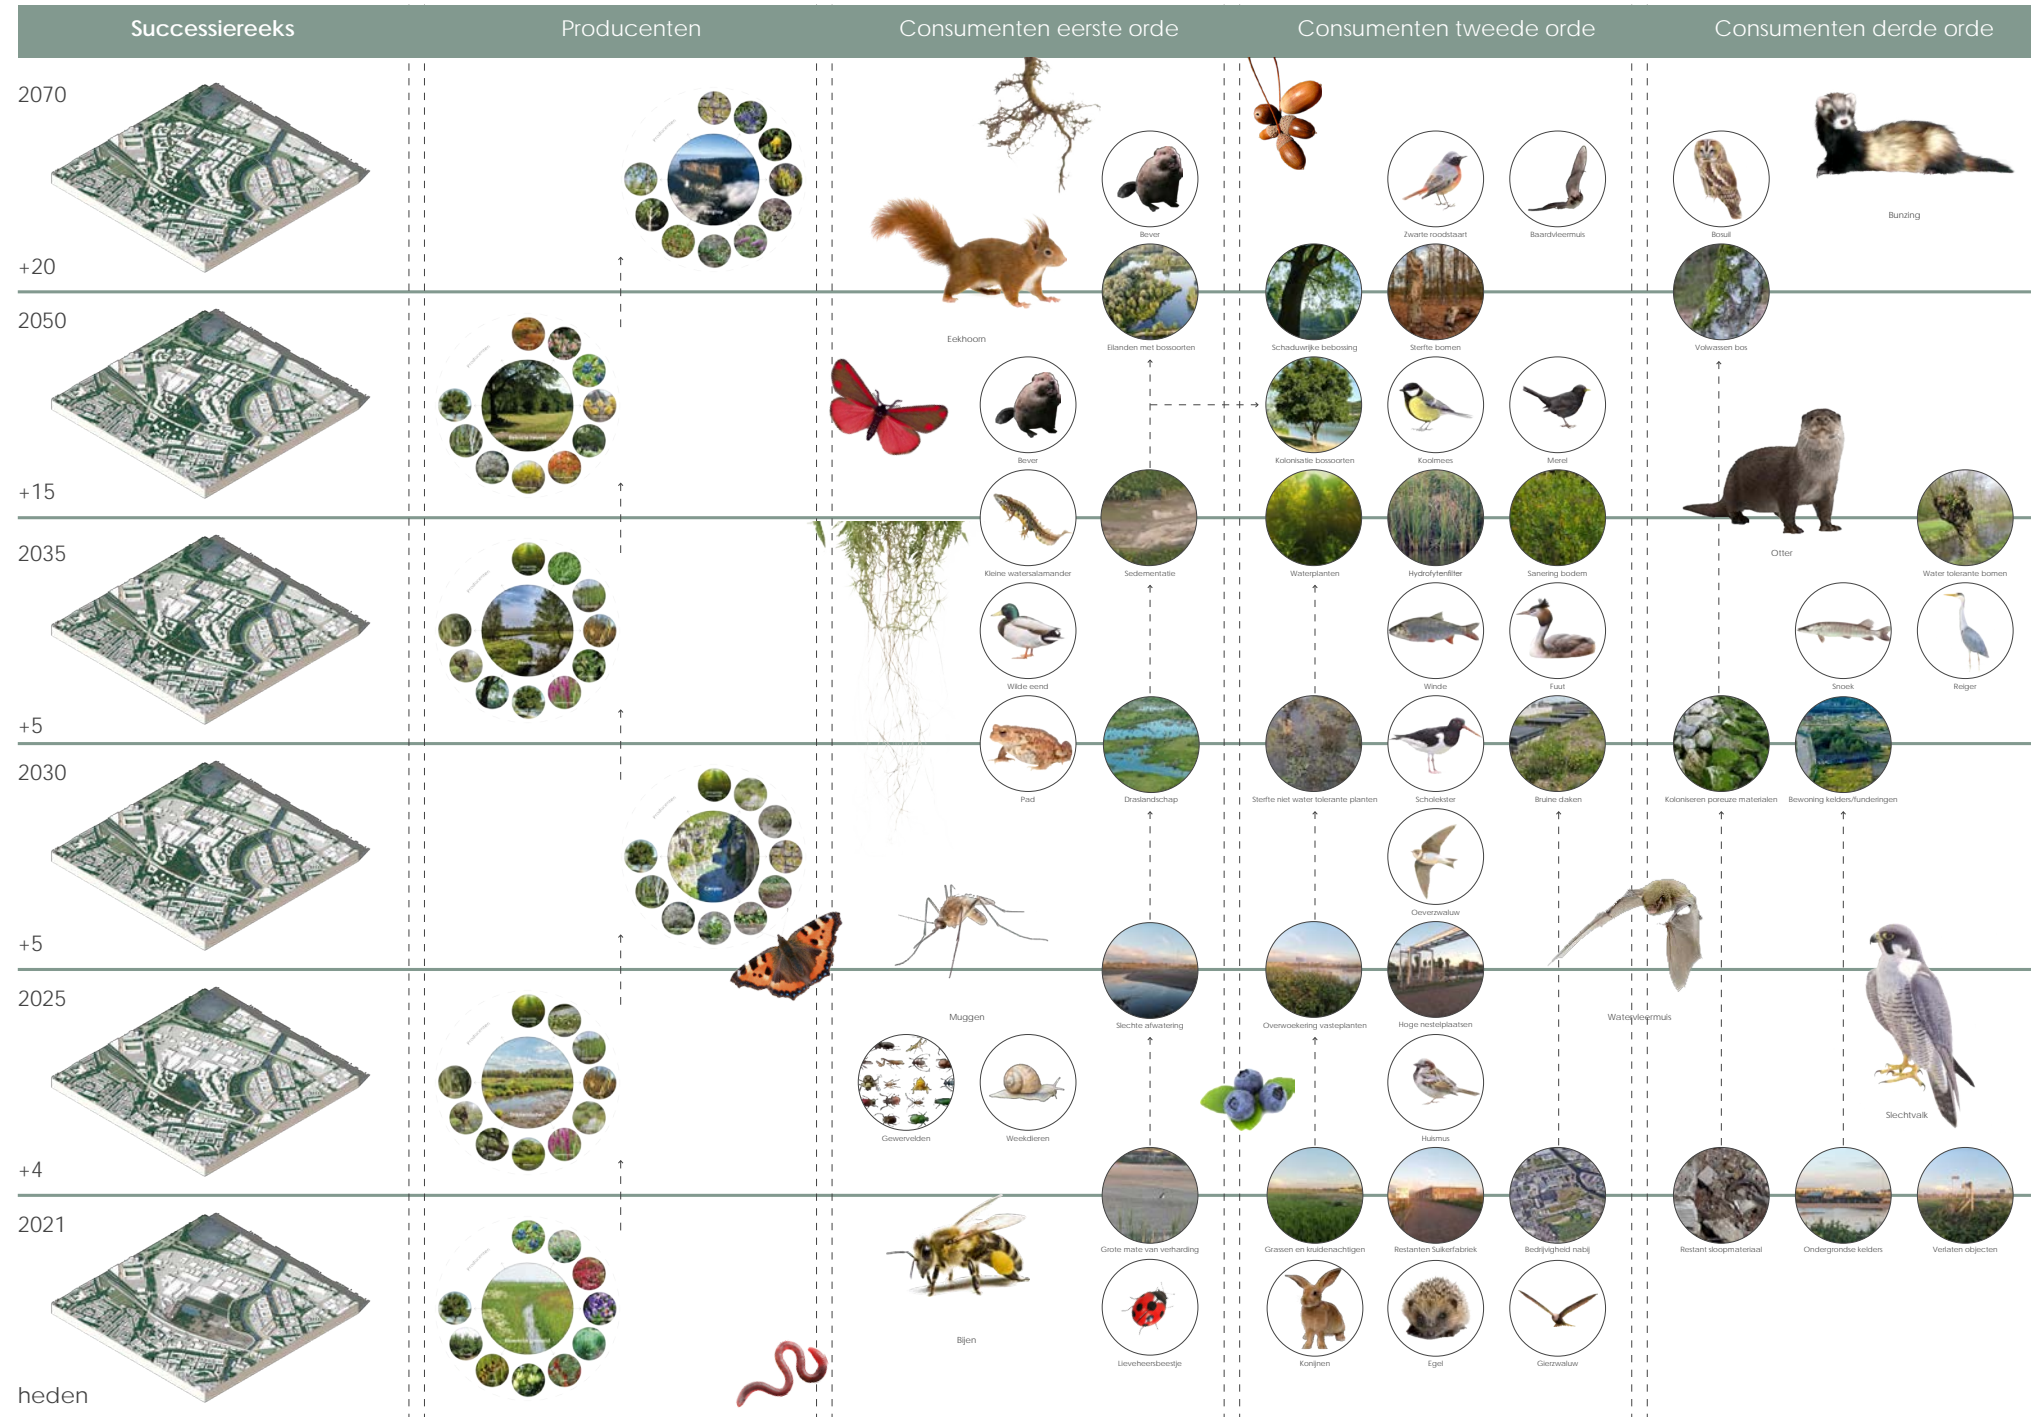 Successiereeks
Producenten
Consumenten eerste orde
Consumenten tweede orde
Consumenten derde orde
2070
Bever
Zwarte roodstaart
Baardvleermuis
Bosuil
Bunzing
+20
2050
Eekhoorn
Eilanden met bossoorten
Schaduwrijke bebossing
Sterfte bomen
Volwassen bos
Bever
Kolonisatie bossoorten
Koolmees
Merel
+15
2035
Otter
Kleine watersalamander
Sedementatie
Waterplanten
Hydrofytenfilter
Sanering bodem
Water tolerante bomen
Wilde eend
Winde
Fuut
Snoek
Reiger
+5
2030
Pad
Draslandschap
Sterfte niet water tolerante planten
Scholekster
Bruine daken
Koloniseren poreuze materialen
Bewoning kelders/funderingen
Canyon
Oeverzwaluw
+5
2025
Muggen
Slechte afwatering
Overwoekering vasteplanten
Hoge nestelplaatsen
Watervleermuis
Slechtvalk
Gewervelden
Weekdieren
Huismus
+4
2021
Grote mate van verharding
Grassen en kruidenachtigen
Restanten Suikerfabriek
Bedrijvigheid nabij
Restant sloopmateriaal
Ondergrondse kelders
Verlaten objecten
Bijen
Lieveheersbeestje
Konijnen
Egel
Gierzwaluw
heden